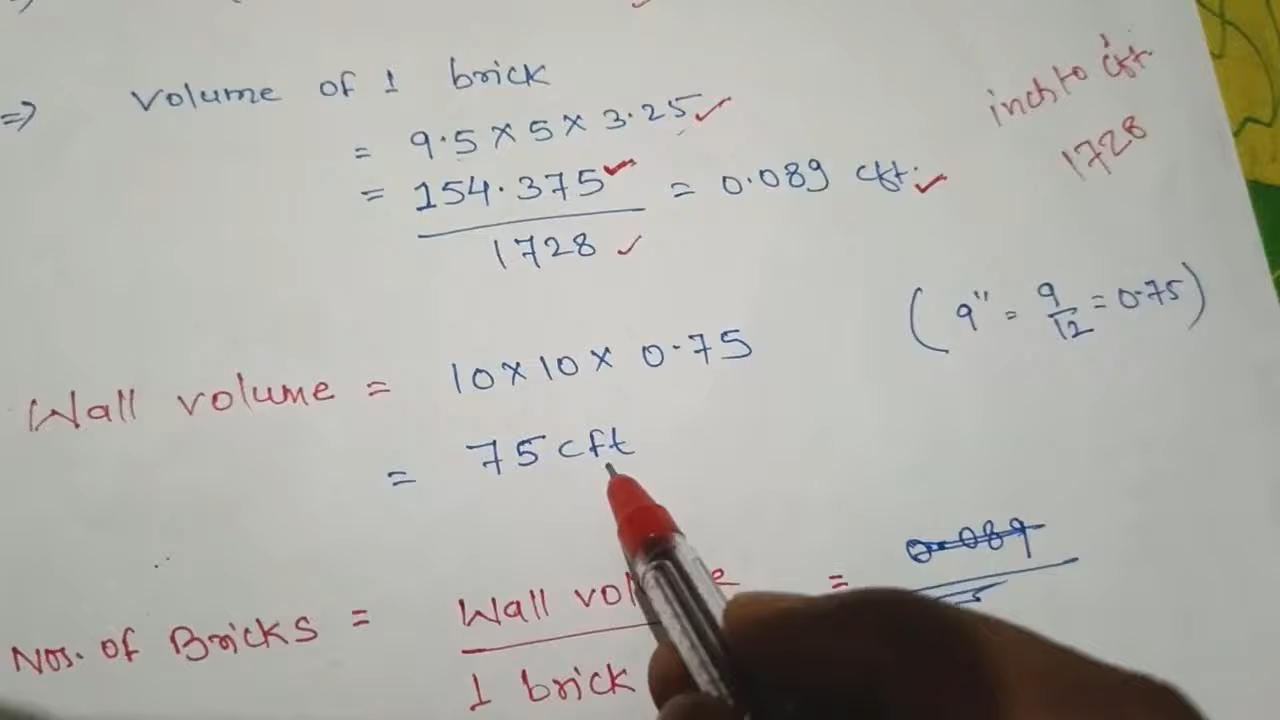 => Volume of 1 brick
= 9.5 x 5 x 3.25
= 154.375 = 0.089 cft.
1728
inch to cft
1728
(9" = 9/12 = 0.75)
Wall volume = 10 x 10 x 0.75
= 75 cft
Nos. of Bricks = Wall =
1 brick